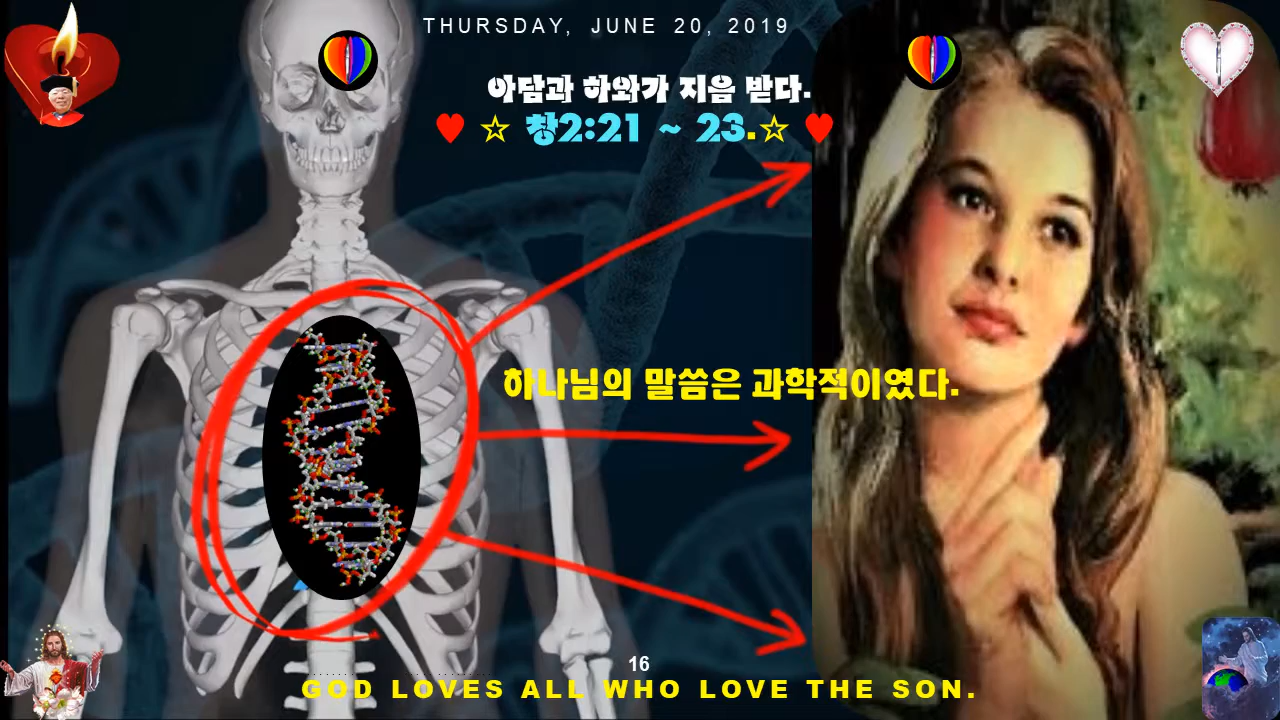 THURSDAY, JUNE 20, 2019
아담과 하와가 지음 받다.
♥ ☆ 창2:21 ~ 23.☆ ♥
하나님의 말씀은 과학적이였다.
16
GOD LOVES ALL WHO LOVE THE SON.